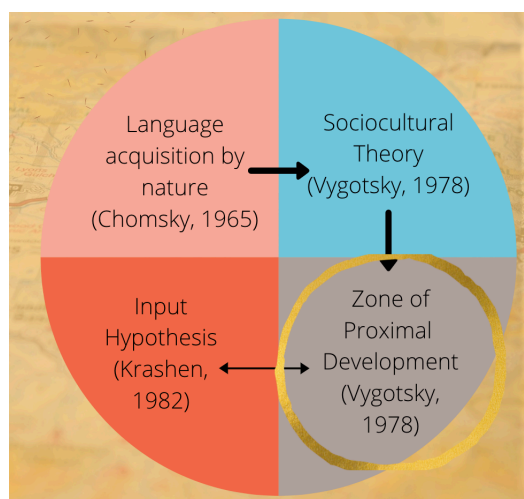 Language
acquisition by
nature
(Chomsky, 1965)
Sociocultural
Theory
(Vygotsky, 1978)
Input
Hypothesis
(Krashen,
1982)
Zone of
Proximal
Development
(Vygotsky,
1978)